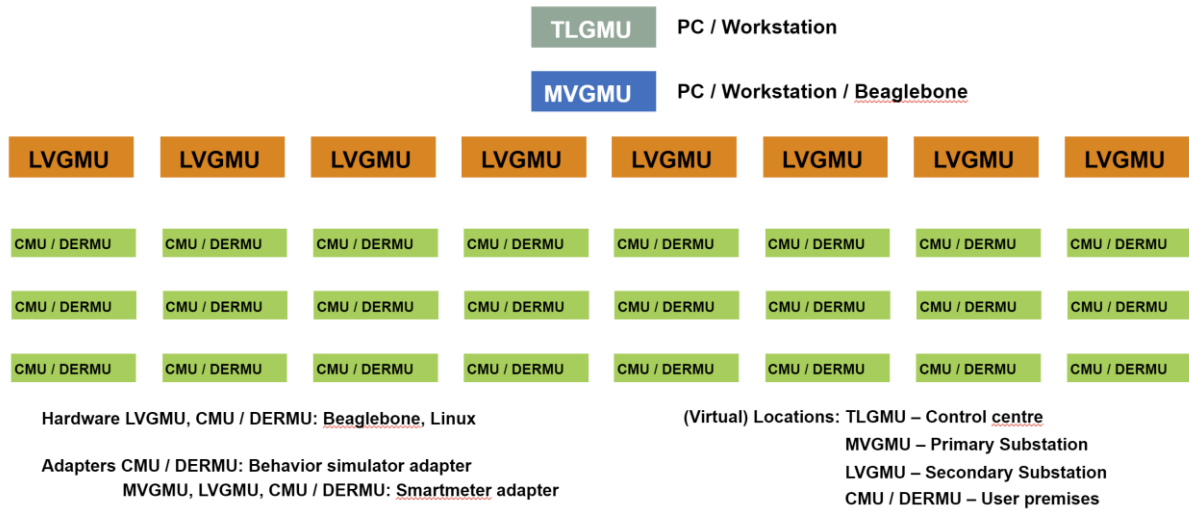 TLGMU PC / Workstation
MVGMU PC / Workstation / Beaglebone
LVGMU LVGMU LVGMU LVGMU LVGMU LVGMU LVGMU LVGMU
CMU / DERMU CMU / DERMU CMU / DERMU CMU / DERMU CMU / DERMU CMU / DERMU CMU / DERMU CMU / DERMU
CMU / DERMU CMU / DERMU CMU / DERMU CMU / DERMU CMU / DERMU CMU / DERMU CMU / DERMU CMU / DERMU
CMU / DERMU CMU / DERMU CMU / DERMU CMU / DERMU CMU / DERMU CMU / DERMU CMU / DERMU CMU / DERMU
Hardware LVGMU, CMU / DERMU: Beaglebone, Linux
Adapters CMU / DERMU: Behavior simulator adapter
MVGMU, LVGMU, CMU / DERMU: Smartmeter adapter
(Virtual) Locations: TLGMU – Control centre
MVGMU – Primary Substation
LVGMU – Secondary Substation
CMU / DERMU – User premises